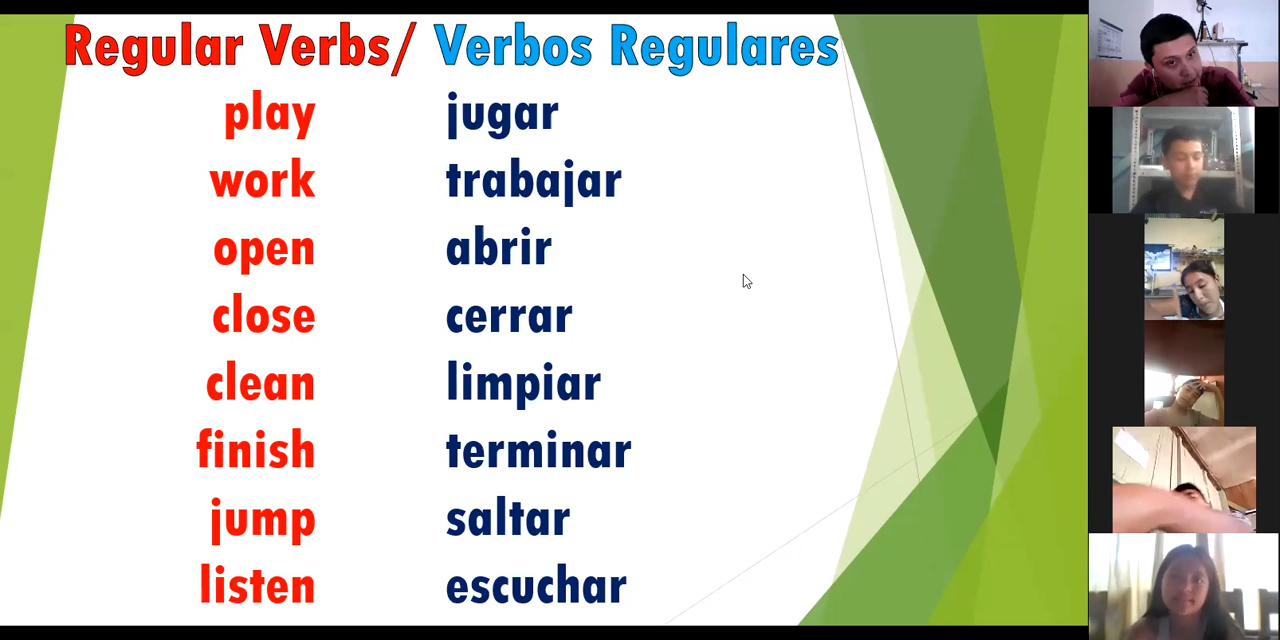 Regular Verbs/ Verbos Regulares
play jugar
work trabajar
open abrir
close cerrar
clean limpiar
finish terminar
jump saltar
listen escuchar